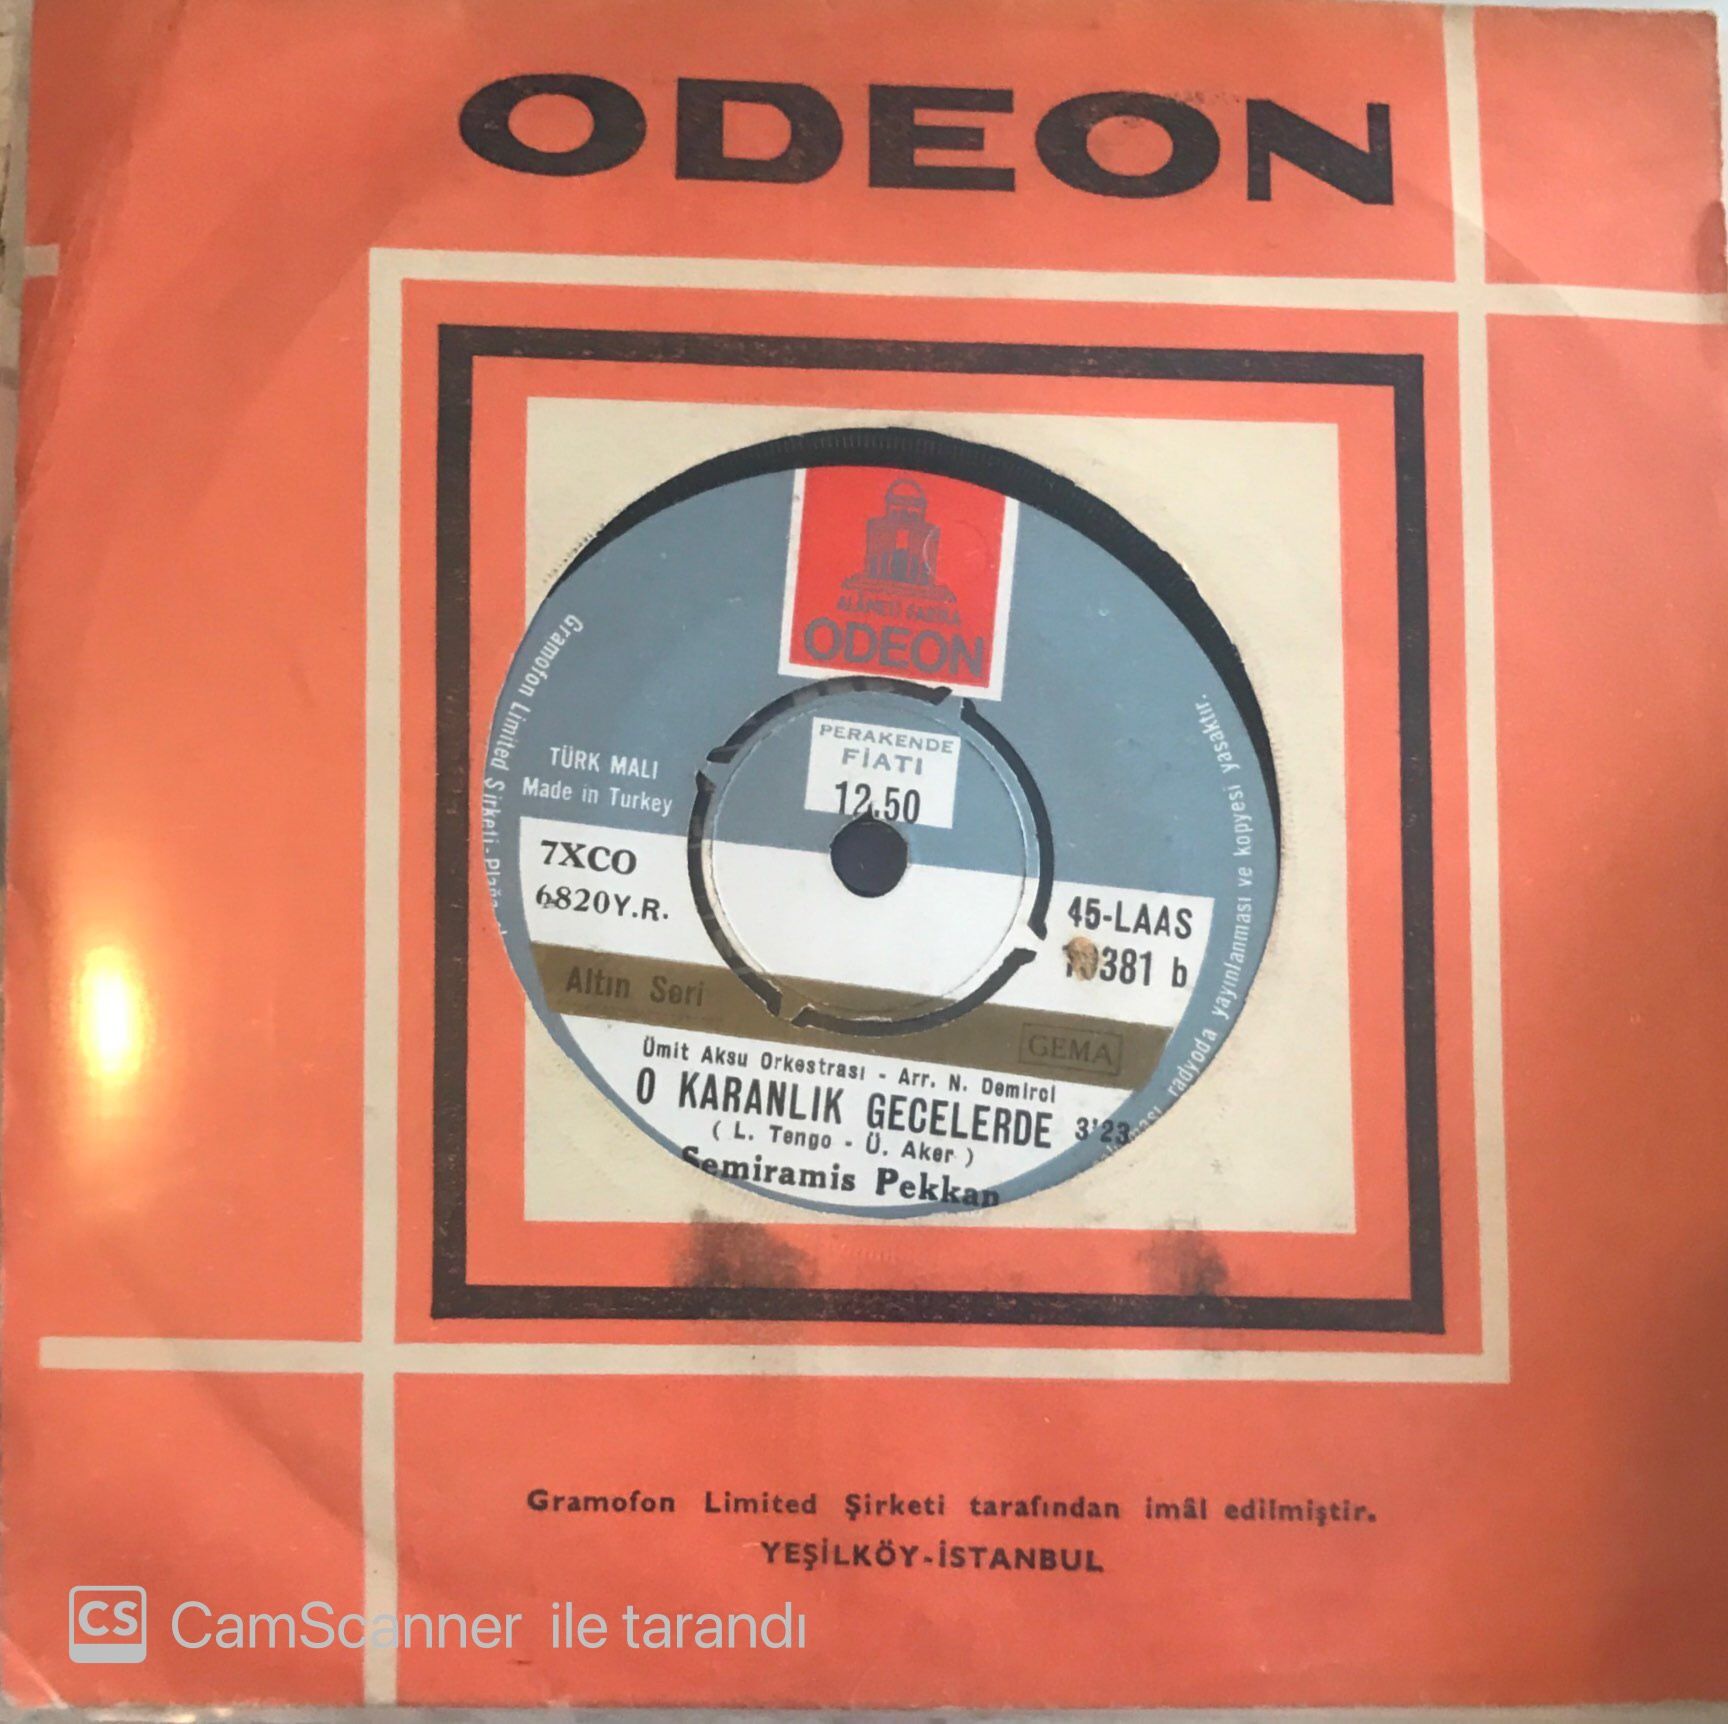 ODEON
ALÂMETİ FARİKA
ODEON
PERAKENDE
FİATI
12.50
TÜRK MALI
Made in Turkey
Gramofon Limited Şirketi
radyoda yayınlanması ve kopyesi yasaktır.
7XCO
6820Y.R.
45-LAAS
381 b
Altın Seri
GEMA
Ümit Aksu Orkestrası - Arr. N. Demirel
O KARANLIK GECELERDE 3'23
( L. Tengo - Ü. Aker )
Semiramis Pekkan
Gramofon Limited Şirketi tarafından imâl edilmiştir.
YEŞİLKÖY-İSTANBUL
CS CamScanner ile tarandı